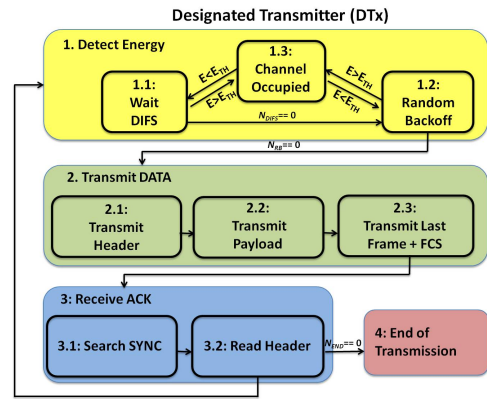 Designated Transmitter (DTx)
1. Detect Energy
1.3:
Channel
Occupied
E<E_TH
E>E_TH
E>E_TH
E<E_TH
1.1:
Wait
DIFS
1.2:
Random
Backoff
N_DIFS== 0
N_RB== 0
2. Transmit DATA
2.1:
Transmit
Header
2.2:
Transmit
Payload
2.3:
Transmit Last
Frame + FCS
3: Receive ACK
3.1: Search SYNC
3.2: Read Header
N_END== 0
4: End of
Transmission